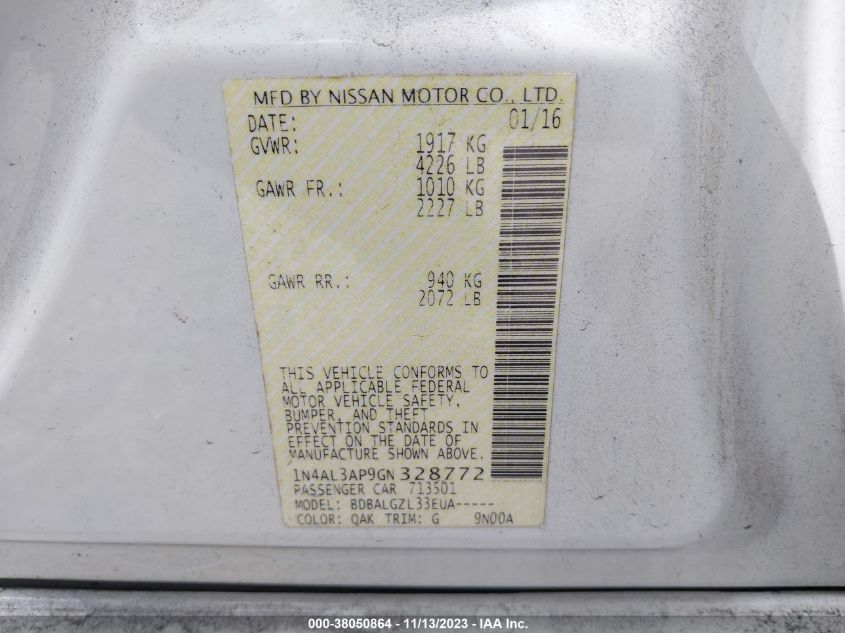 MFD BY NISSAN MOTOR CO., LTD.
DATE: 01/16
GVWR: 1917 KG
4226 LB
GAWR FR.: 1010 KG
2227 LB
GAWR RR.: 940 KG
2072 LB
THIS VEHICLE CONFORMS TO
ALL APPLICABLE FEDERAL
MOTOR VEHICLE SAFETY,
BUMPER, AND THEFT
PREVENTION STANDARDS IN
EFFECT ON THE DATE OF
MANUFACTURE SHOWN ABOVE.
1N4AL3AP9GN328772
PASSENGER CAR 713501
MODEL: BDBALGZL33EUA-----
COLOR: QAK TRIM: G 9N00A
000-38050864 - 11/13/2023 - IAA Inc.